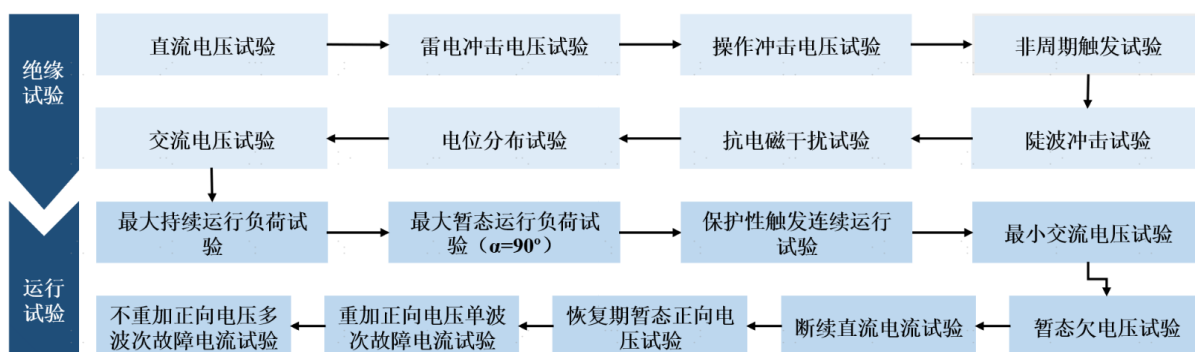 绝缘
试验
直流电压试验
雷电冲击电压试验
操作冲击电压试验
非周期触发试验
交流电压试验
电位分布试验
抗电磁干扰试验
陡波冲击试验
运行
试验
最大持续运行负荷试
验
最大暂态运行负荷试
验（α=90°）
保护性触发连续运行
试验
最小交流电压试验
不重加正向电压多
波次故障电流试验
重加正向电压单波
次故障电流试验
恢复期暂态正向电
压试验
断续直流电流试验
暂态欠电压试验